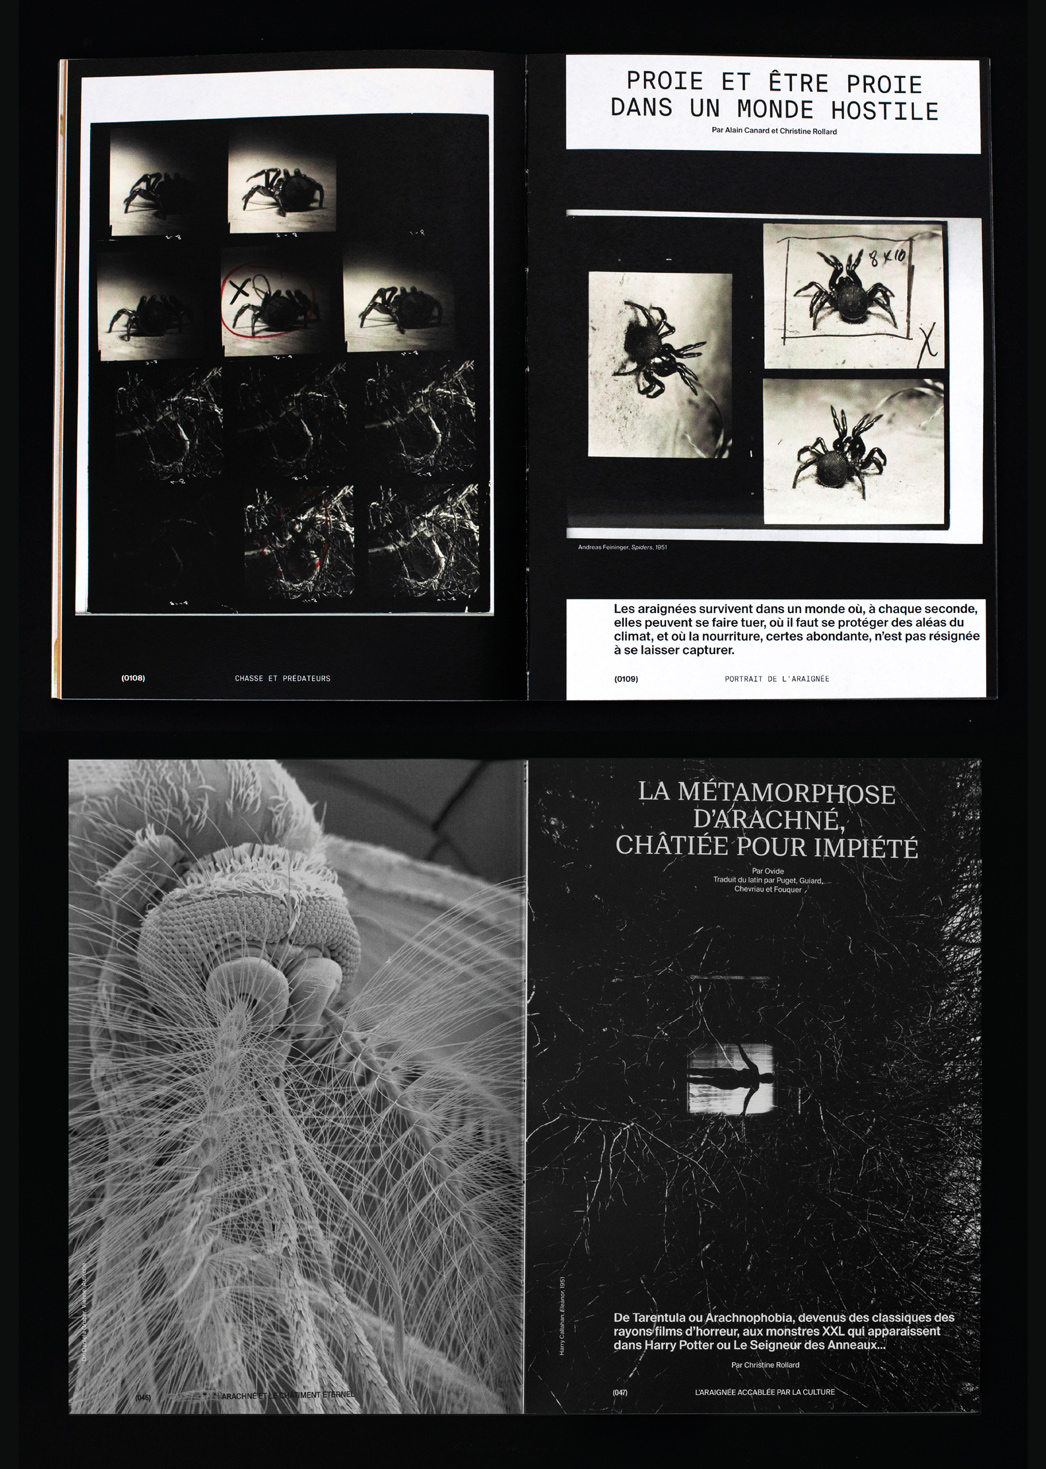 PROIE ET ÊTRE PROIE
DANS UN MONDE HOSTILE
Par Alain Canard et Christine Rollard
X
8 x 10
X
Andreas Feininger, Spiders, 1951
Les araignées survivent dans un monde où, à chaque seconde,
elles peuvent se faire tuer, où il faut se protéger des aléas du
climat, et où la nourriture, certes abondante, n'est pas résignée
à se laisser capturer.
(0108)
CHASSE ET PRÉDATEURS
(0109)
PORTRAIT DE L'ARAIGNÉE
LA MÉTAMORPHOSE
D'ARACHNÉ,
CHÂTIÉE POUR IMPIÉTÉ
Par Ovide
Traduit du latin par Puget, Guiard,
Chevriau et Fouquer
Harry Callahan, Eleanor, 1951
De Tarentula ou Arachnophobia, devenus des classiques des
rayons films d'horreur, aux monstres XXL qui apparaissent
dans Harry Potter ou Le Seigneur des Anneaux...
Par Christine Rollard
(046)
ARACHNÉ ET LE CHÂTIMENT ÉTERNEL
(047)
L'ARAIGNÉE ACCABLÉE PAR LA CULTURE